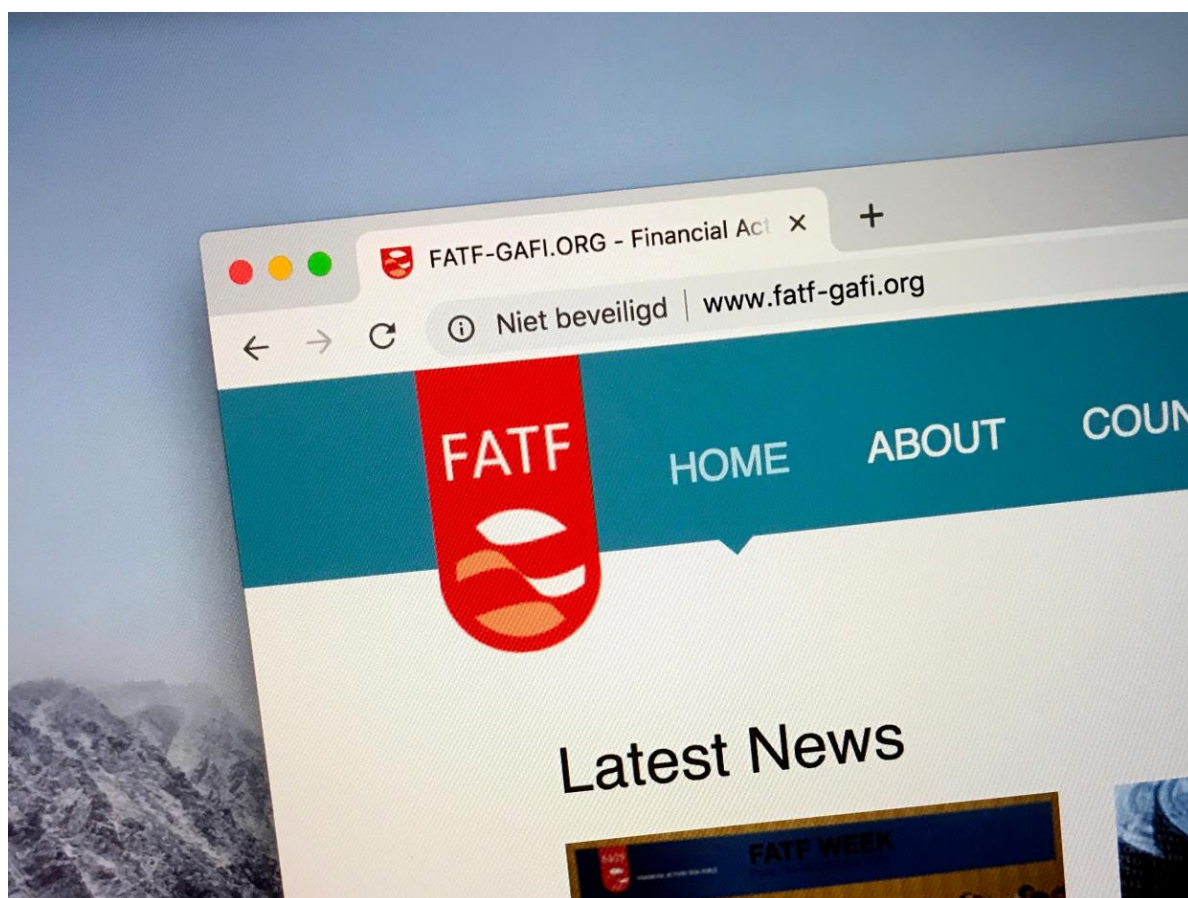 FATF-GAFI.ORG - Financial Act
Niet beveiligd | www.fatf-gafi.org
FATF
HOME
ABOUT
COUN
Latest News
FATF WEEK